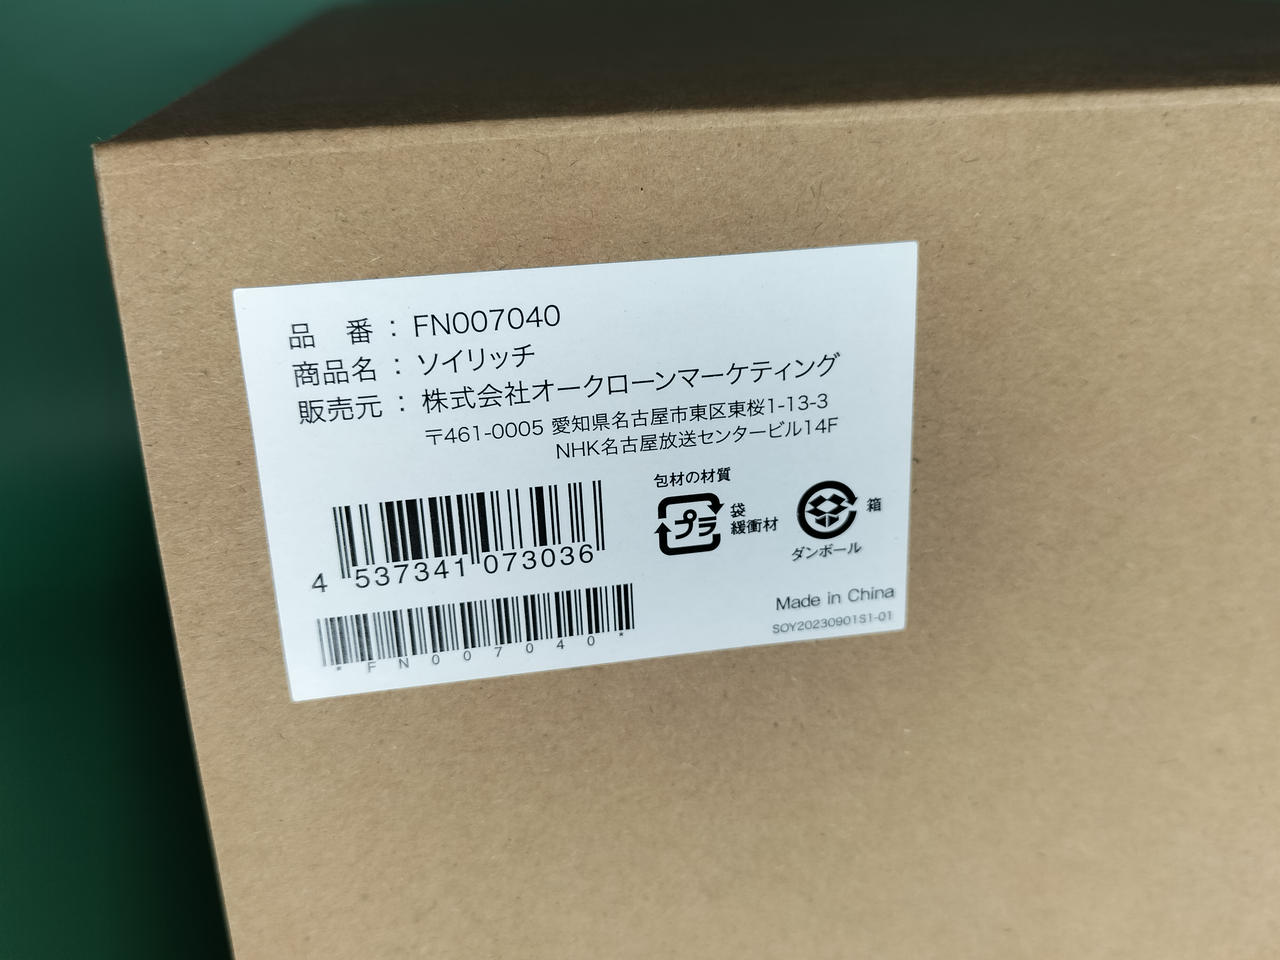 品 番 : FN007040
商品名 : ソイリッチ
販売元 : 株式会社オークローンマーケティング
〒461-0005 愛知県名古屋市東区東桜1-13-3
NHK名古屋放送センタービル14F
包材の材質
プラ
袋
緩衝材
箱
ダンボール
4 537341 073036
*FN007040*
Made in China
SOY20230901S1-01